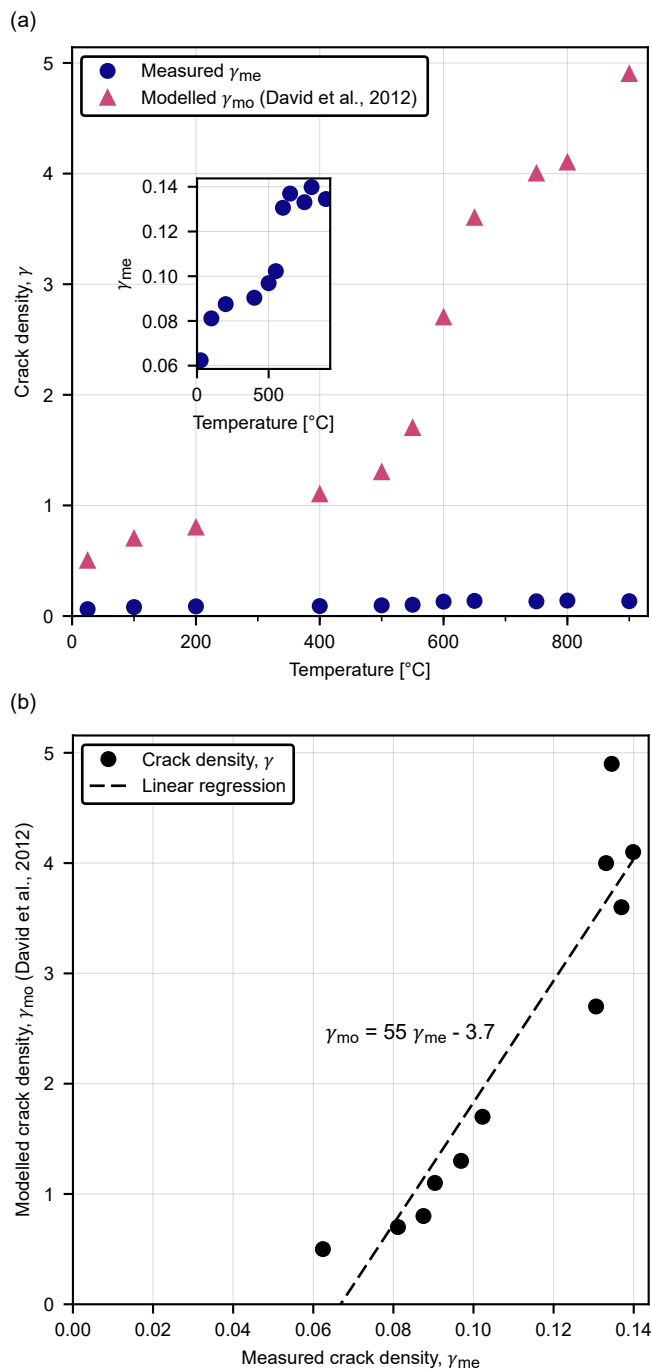 (a)
5
4
3
2
1
0
Crack density, γ
Measured γme
Modelled γmo (David et al., 2012)
0.14
0.12
0.10
0.08
0.06
γme
0 500
Temperature [°C]
0 200 400 600 800
Temperature [°C]
(b)
5
4
3
2
1
0
Modelled crack density, γmo (David et al., 2012)
Crack density, γ
Linear regression
γmo = 55 γme - 3.7
0.00 0.02 0.04 0.06 0.08 0.10 0.12 0.14
Measured crack density, γme